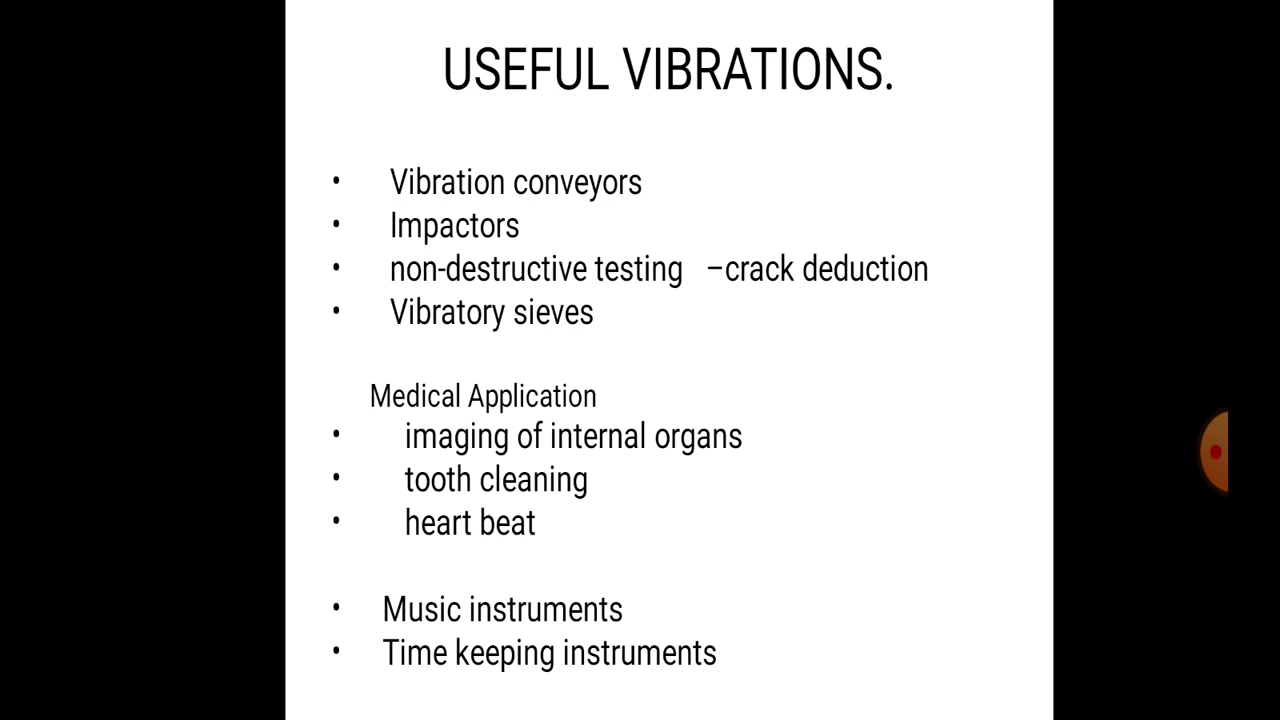 USEFUL VIBRATIONS.
• Vibration conveyors
• Impactors
• non-destructive testing –crack deduction
• Vibratory sieves
Medical Application
• imaging of internal organs
• tooth cleaning
• heart beat
• Music instruments
• Time keeping instruments